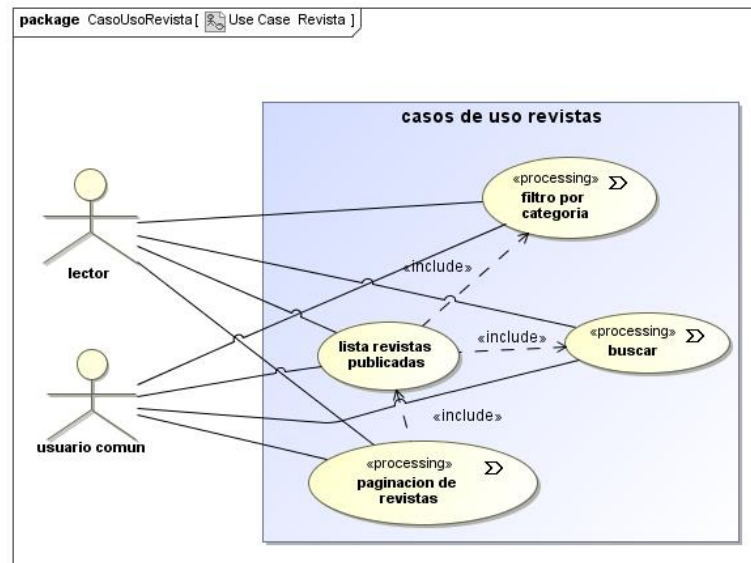 package CasoUsoRevista [ Use Case Revista ]
casos de uso revistas
«processing»
filtro por
categoria
lector
«include»
lista revistas
publicadas
«include»
«processing»
buscar
usuario comun
«include»
«processing»
paginacion de
revistas